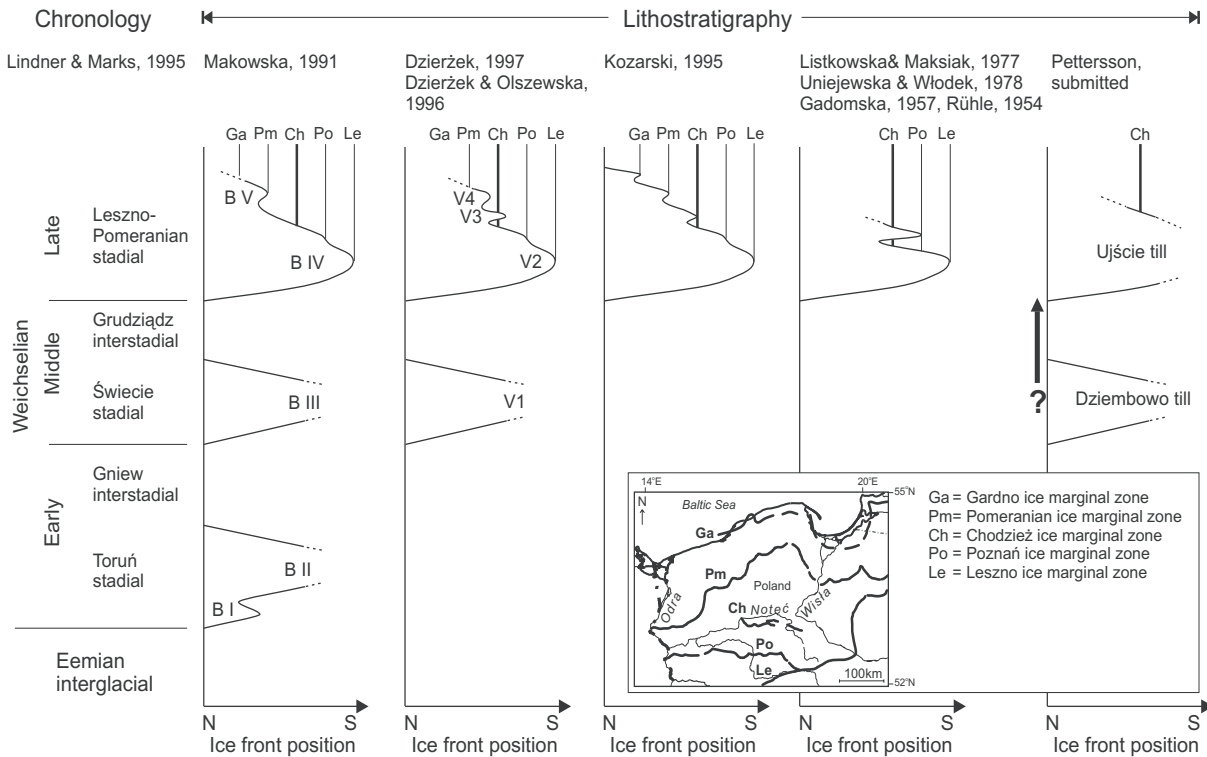 Chronology
Lithostratigraphy
Lindner & Marks, 1995
Makowska, 1991
Dzierżek, 1997
Dzierżek & Olszewska,
1996
Kozarski, 1995
Listkowska& Maksiak, 1977
Uniejewska & Włodek, 1978
Gadomska, 1957, Rühle, 1954
Pettersson,
submitted
Ga Pm Ch Po Le
Ga Pm Ch Po Le
Ga Pm Ch Po Le
Ch Po Le
Ch
Weichselian
Late
Leszno-
Pomeranian
stadial
B V
B IV
V4
V3
V2
Ujście till
Middle
Grudziądz
interstadial
Świecie
stadial
B III
V1
?
Dziembowo till
Early
Gniew
interstadial
Toruń
stadial
B II
B I
Eemian
interglacial
14°E
20°E
55°N
N
Baltic Sea
Ga
Pm
Poland
Odra
Wisła
Ch Noteć
Po
Le
100km
52°N
Ga = Gardno ice marginal zone
Pm= Pomeranian ice marginal zone
Ch = Chodzież ice marginal zone
Po = Poznań ice marginal zone
Le = Leszno ice marginal zone
N S
Ice front position
N S
Ice front position
N S
Ice front position
N S
Ice front position
N S
Ice front position